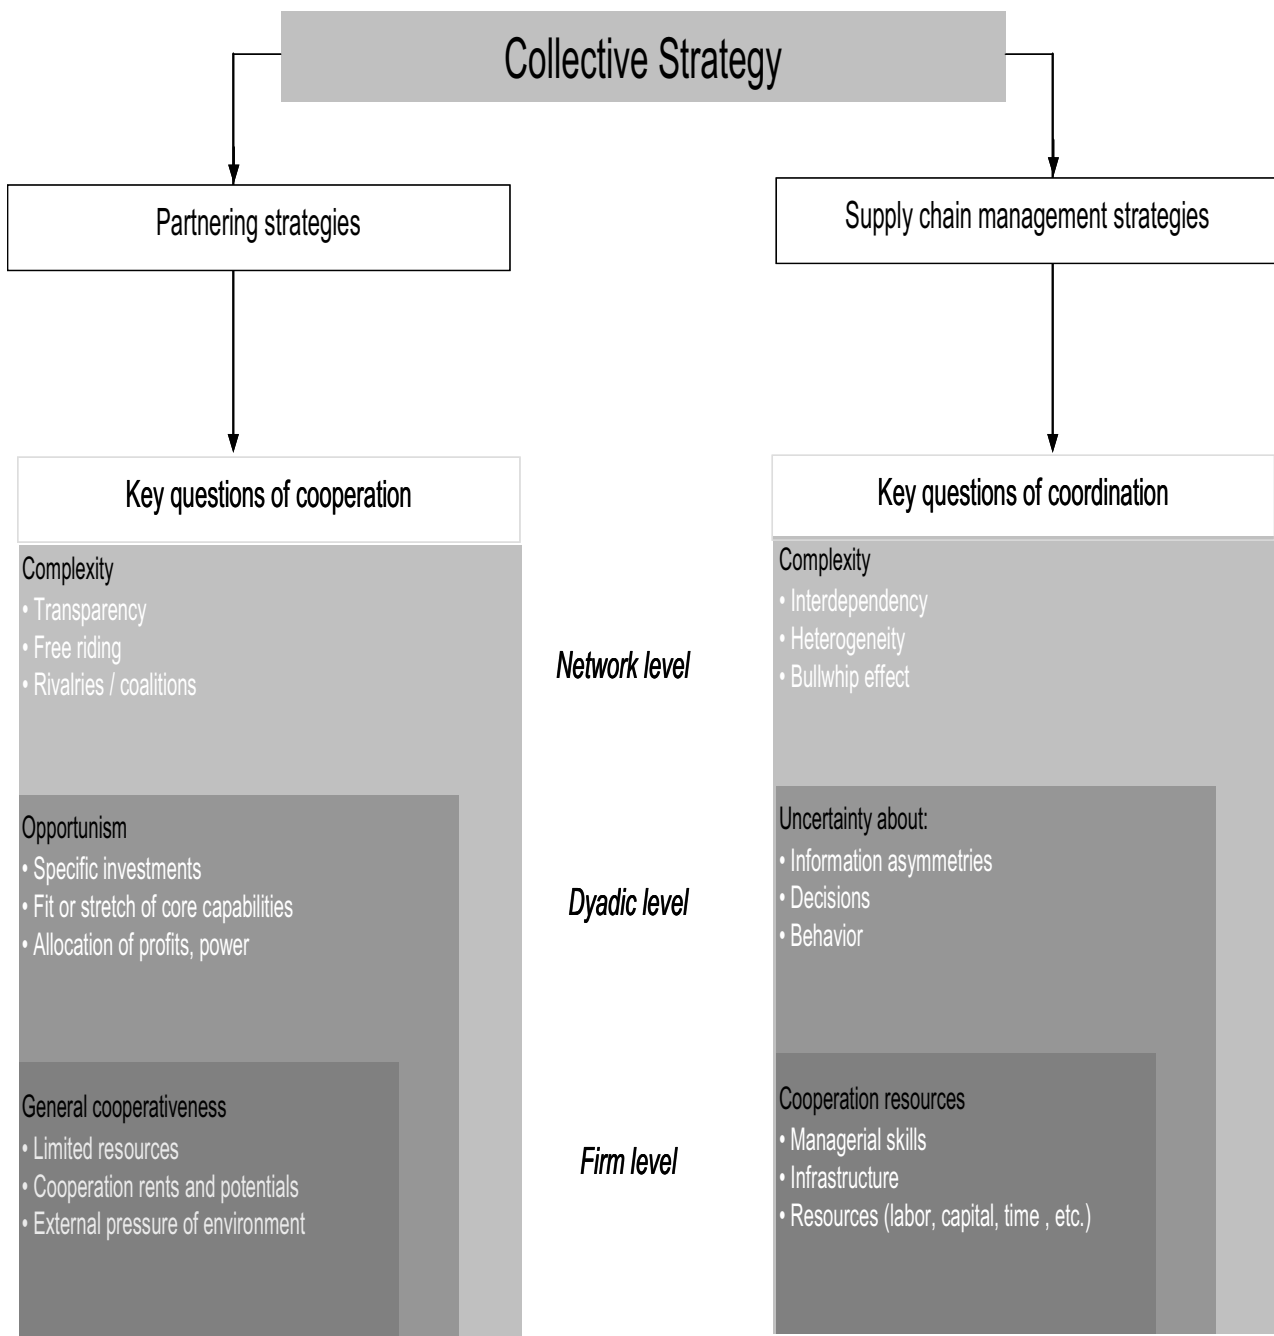 Collective Strategy
Partnering strategies
Supply chain management strategies
Key questions of cooperation
Key questions of coordination
Complexity
• Transparency
• Free riding
• Rivalries / coalitions
Network level
Complexity
• Interdependency
• Heterogeneity
• Bullwhip effect
Opportunism
• Specific investments
• Fit or stretch of core capabilities
• Allocation of profits, power
Dyadic level
Uncertainty about:
• Information asymmetries
• Decisions
• Behavior
General cooperativeness
• Limited resources
• Cooperation rents and potentials
• External pressure of environment
Firm level
Cooperation resources
• Managerial skills
• Infrastructure
• Resources (labor, capital, time , etc.)